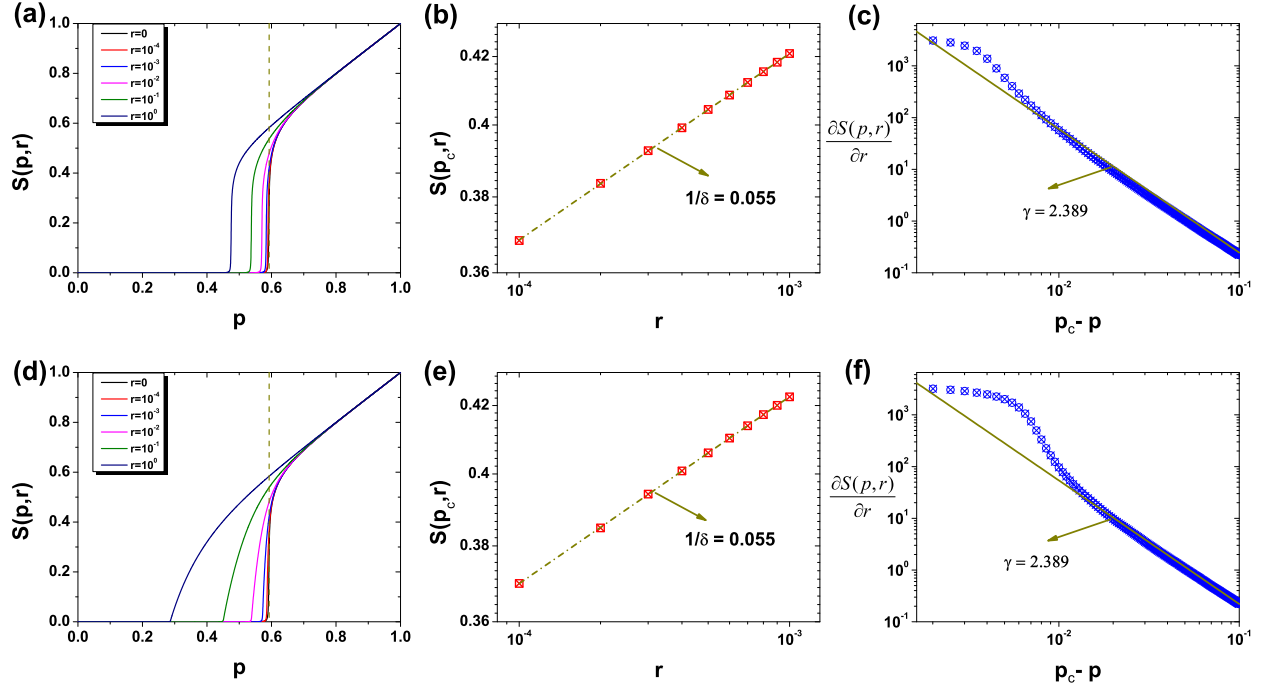 (a)
S(p,r)
1.0
0.8
0.6
0.4
0.2
0.0
r=0
r=10⁻⁴
r=10⁻³
r=10⁻²
r=10⁻¹
r=10⁰
0.0 0.2 0.4 0.6 0.8 1.0
p
(b)
S(p_c,r)
0.42
0.4
0.38
0.36
1/δ = 0.055
10⁻⁴ 10⁻³
r
(c)
∂S(p,r)
∂r
10³
10²
10¹
10⁰
10⁻¹
γ = 2.389
10⁻² 10⁻¹
p_c- p
(d)
S(p,r)
1.0
0.8
0.6
0.4
0.2
0.0
r=0
r=10⁻⁴
r=10⁻³
r=10⁻²
r=10⁻¹
r=10⁰
0.0 0.2 0.4 0.6 0.8 1.0
p
(e)
S(p_c,r)
0.42
0.4
0.38
0.36
1/δ = 0.055
10⁻⁴ 10⁻³
r
(f)
∂S(p,r)
∂r
10³
10²
10¹
10⁰
10⁻¹
γ = 2.389
10⁻² 10⁻¹
p_c- p